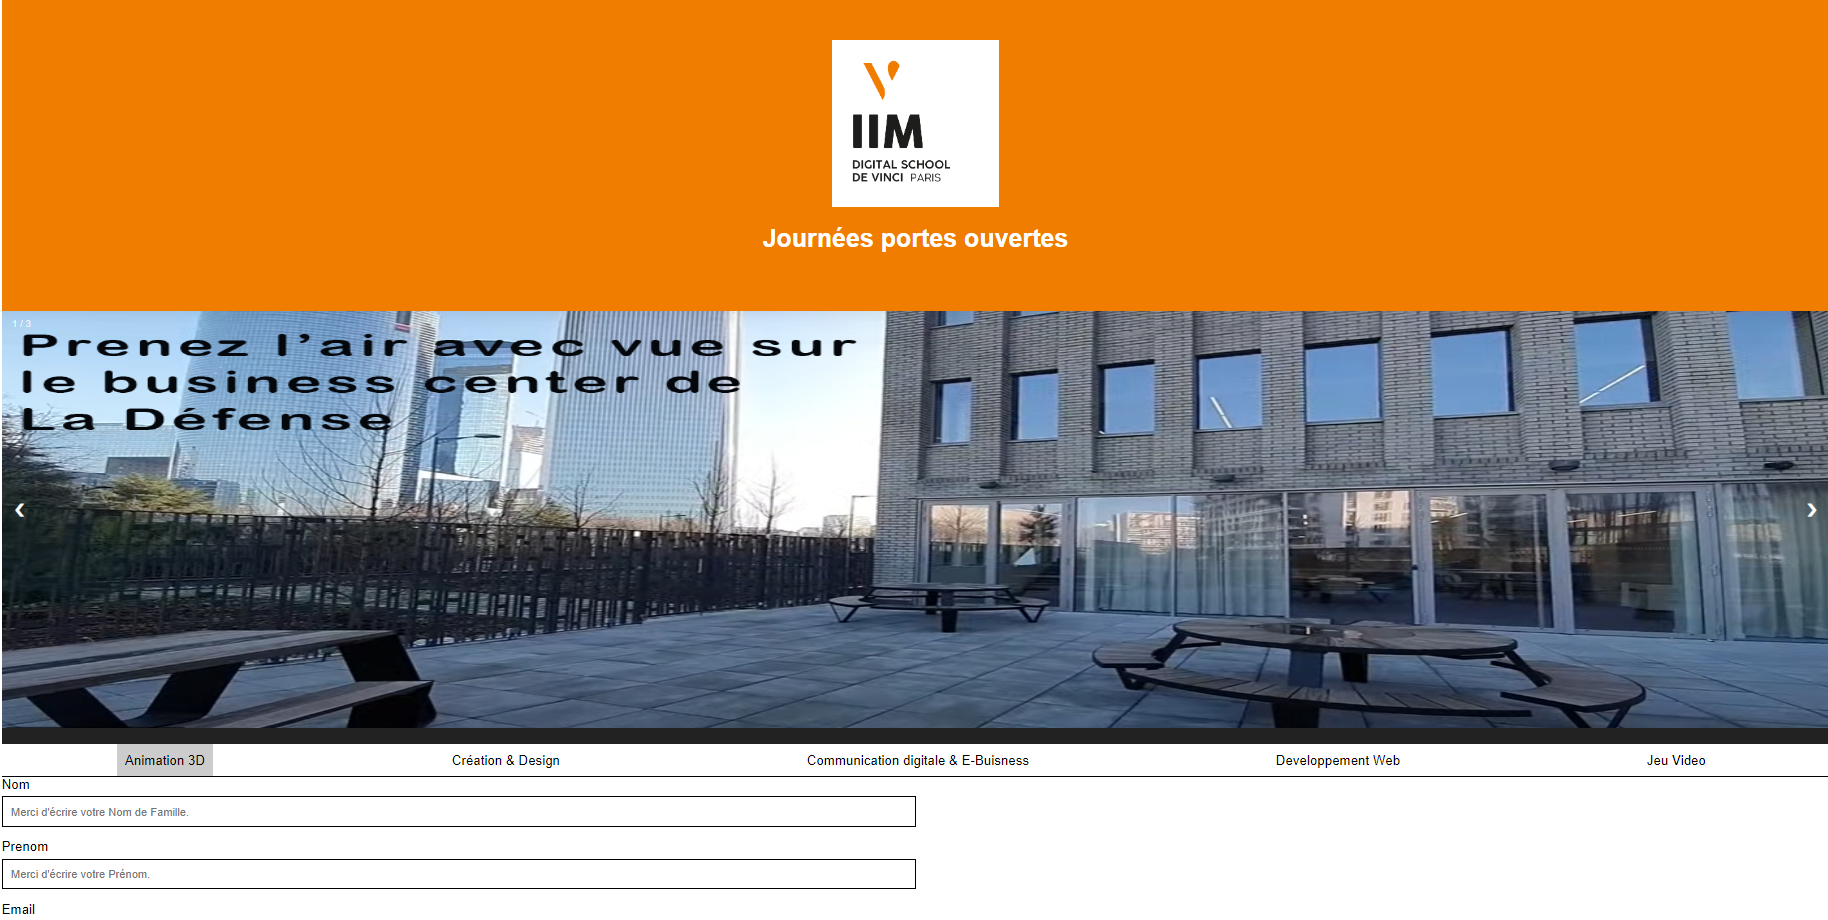 IIM
DIGITAL SCHOOL
DE VINCI PARIS
Journées portes ouvertes
1 / 3
Prenez l'air avec vue sur
le business center de
La Défense
❮ ❯
Animation 3D Création & Design Communication digitale & E-Buisness Developpement Web Jeu Video
Nom
Merci d'écrire votre Nom de Famille.
Prenom
Merci d'écrire votre Prénom.
Email